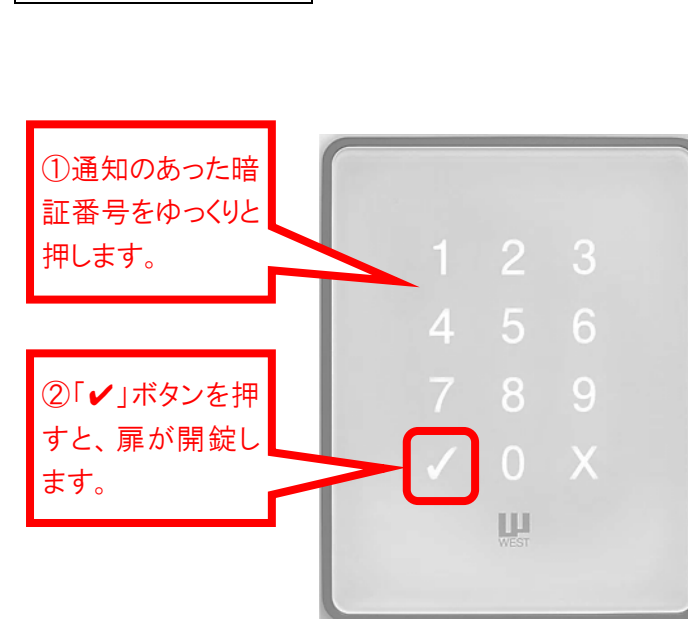 ①通知のあった暗
証番号をゆっくりと
押します。
②「✔」ボタンを押
すと、扉が開錠し
ます。
1 2 3
4 5 6
7 8 9
✓ 0 X
WEST